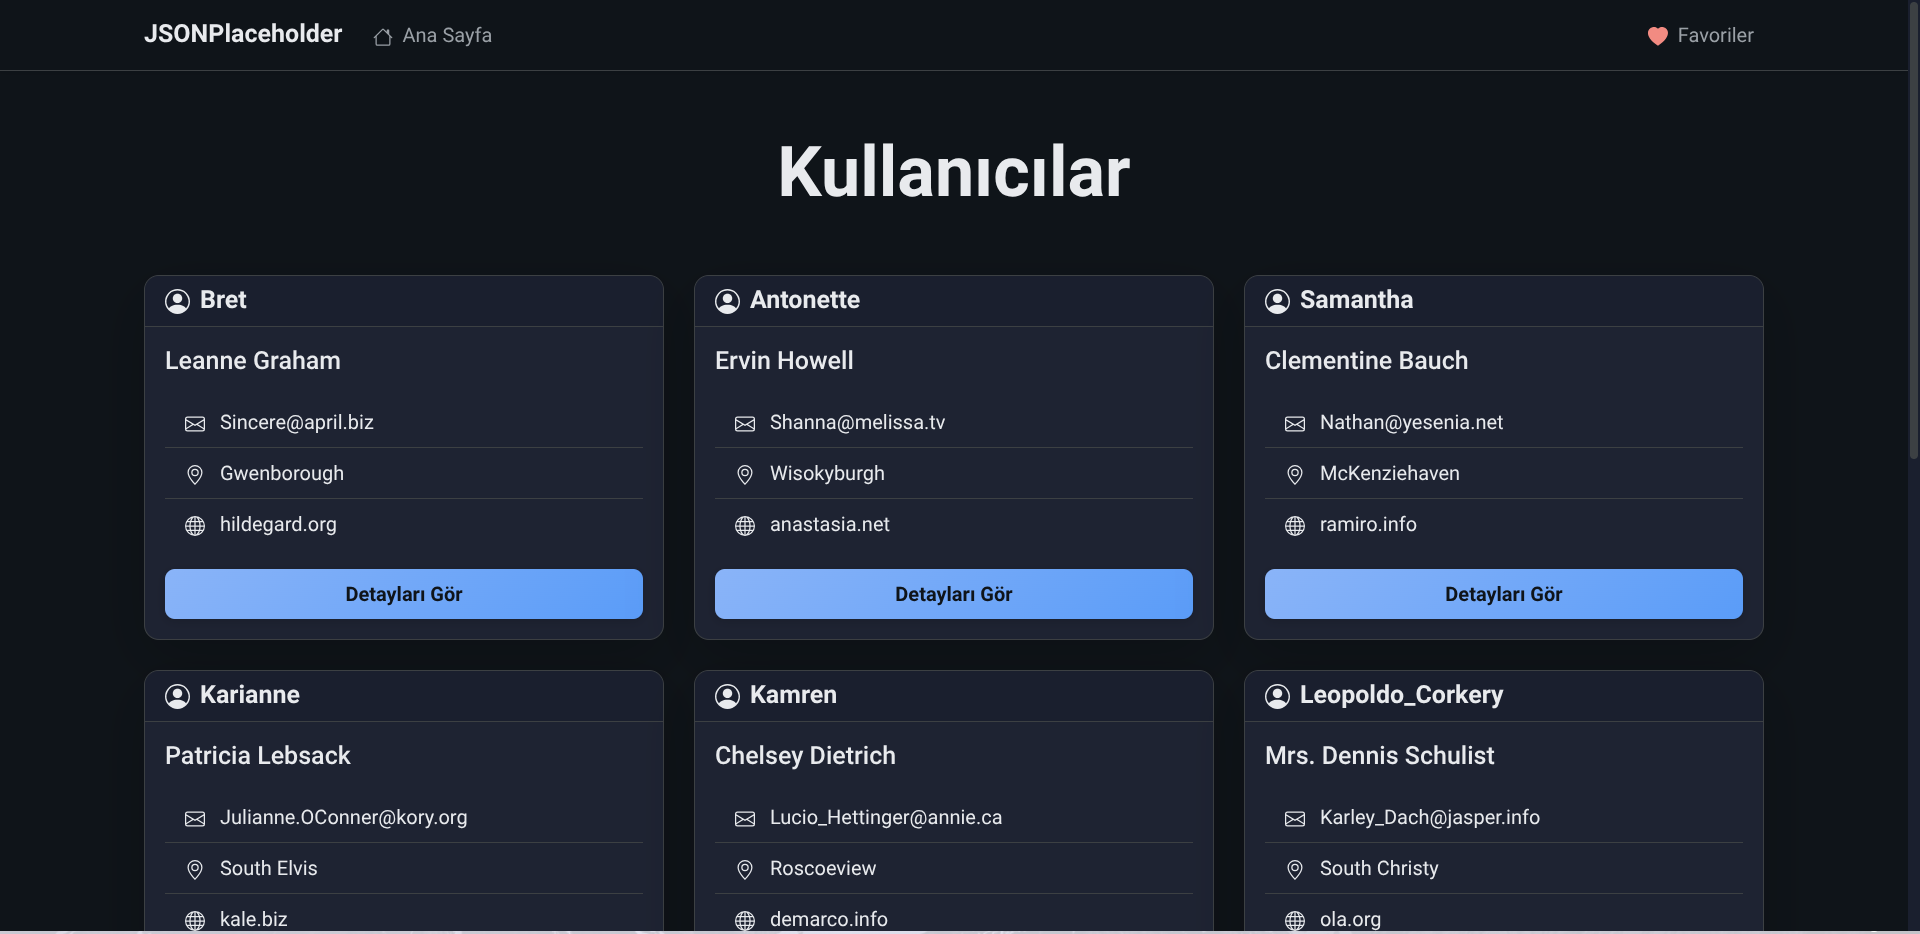 JSONPlaceholder Ana Sayfa Favoriler
Kullanıcılar
Bret
Leanne Graham
Sincere@april.biz
Gwenborough
hildegard.org
Detayları Gör
Antonette
Ervin Howell
Shanna@melissa.tv
Wisokyburgh
anastasia.net
Detayları Gör
Samantha
Clementine Bauch
Nathan@yesenia.net
McKenziehaven
ramiro.info
Detayları Gör
Karianne
Patricia Lebsack
Julianne.OConner@kory.org
South Elvis
kale.biz
Kamren
Chelsey Dietrich
Lucio_Hettinger@annie.ca
Roscoeview
demarco.info
Leopoldo_Corkery
Mrs. Dennis Schulist
Karley_Dach@jasper.info
South Christy
ola.org